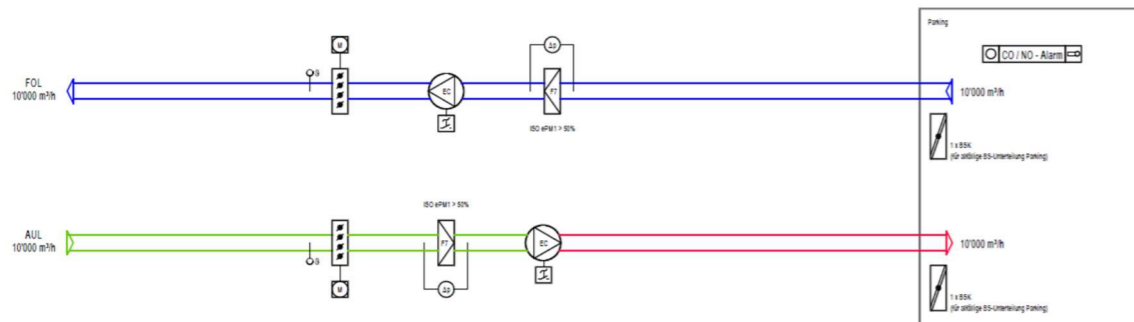 Parking
M
Δp
CO / NO - Alarm
G
FOL
10'000 m³/h
EC
F7
10'000 m³/h
ISO ePM1 > 50%
1 x BSK
(für allfällige BS-Unterteilung Parking)
ISO ePM1 > 50%
AUL
10'000 m³/h
F7
EC
10'000 m³/h
G
M
Δp
1 x BSK
(für allfällige BS-Unterteilung Parking)